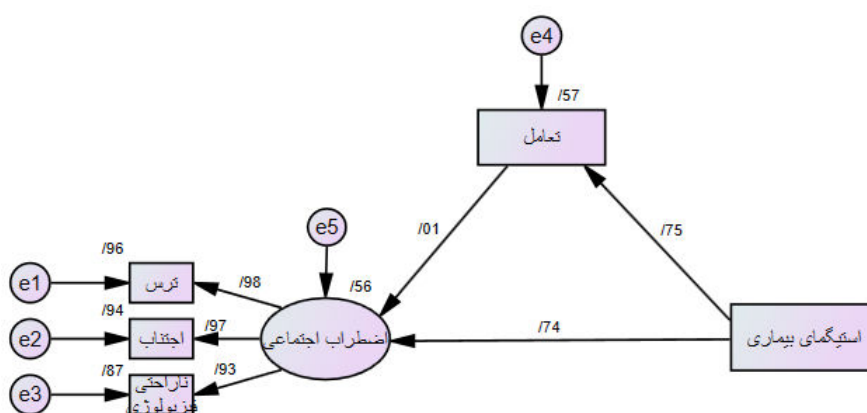 e4
/57
تعامل
e5
/01
/75
/96
e1
ترس
/98
/56
/94
e2
اجتناب
/97
اضطراب اجتماعی
/74
استیگمای بیماری
/87
e3
ناراحتی
فیزیولوژی
/93